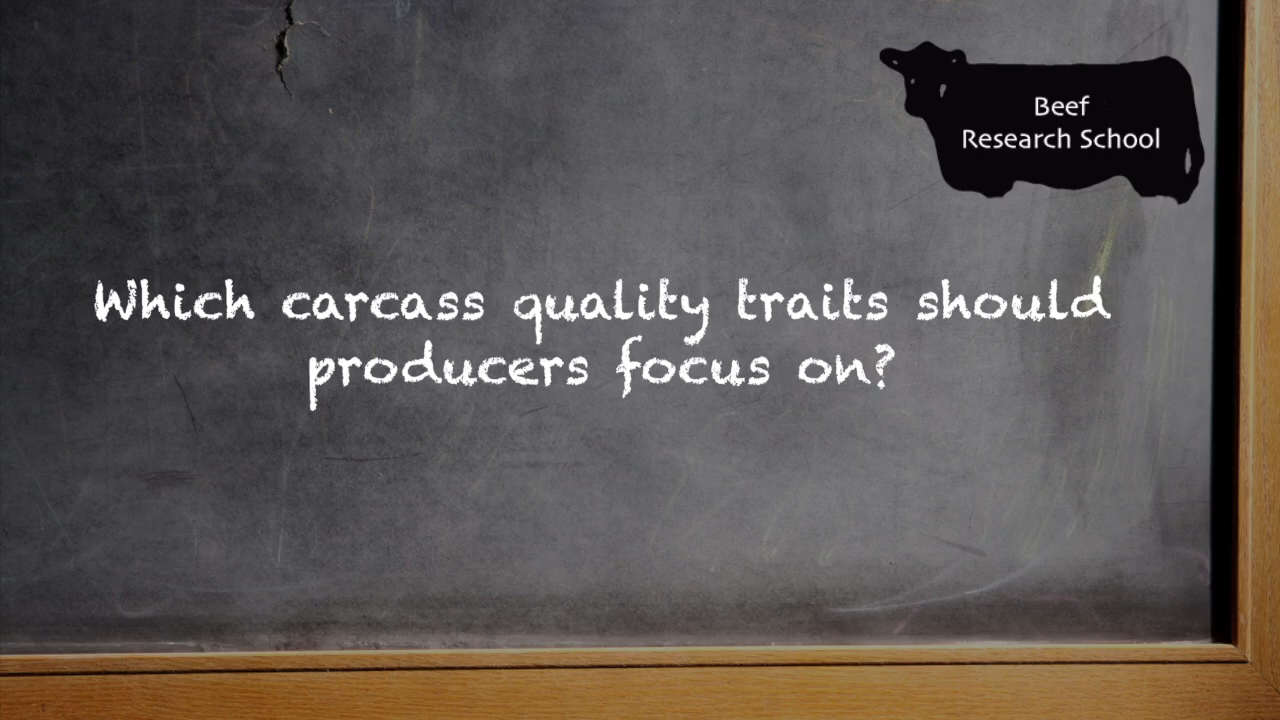 Beef
Research School
Which carcass quality traits should
producers focus on?